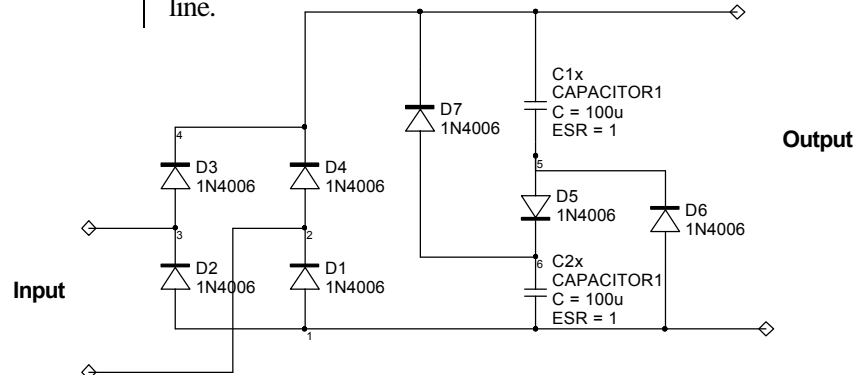 line.
C1x
CAPACITOR1
C = 100u
ESR = 1
D7
1N4006
Output
4
D3
1N4006
D4
1N4006
5
D5
1N4006
D6
1N4006
3
2
D2
1N4006
D1
1N4006
6
C2x
CAPACITOR1
C = 100u
ESR = 1
Input
1